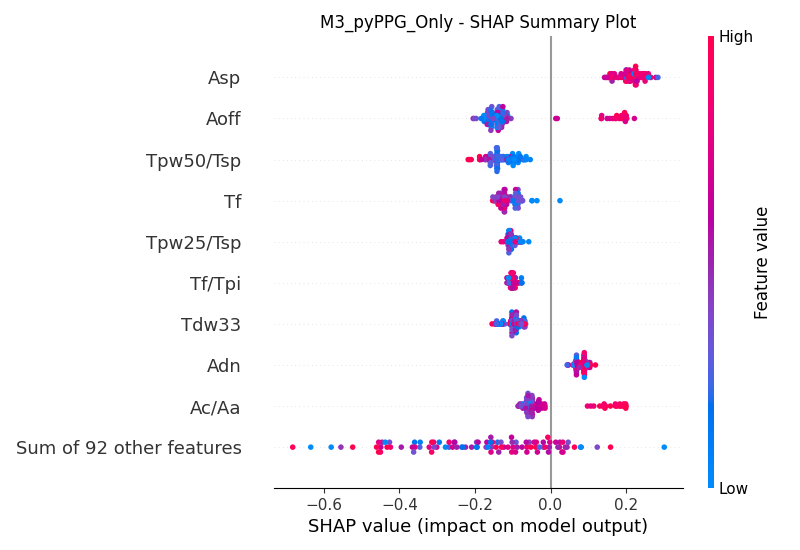 M3_pyPPG_Only - SHAP Summary Plot
High
Asp
Aoff
Tpw50/Tsp
Tf
Tpw25/Tsp
Tf/Tpi
Tdw33
Adn
Ac/Aa
Sum of 92 other features
Feature value
Low
−0.6 −0.4 −0.2 0.0 0.2
SHAP value (impact on model output)